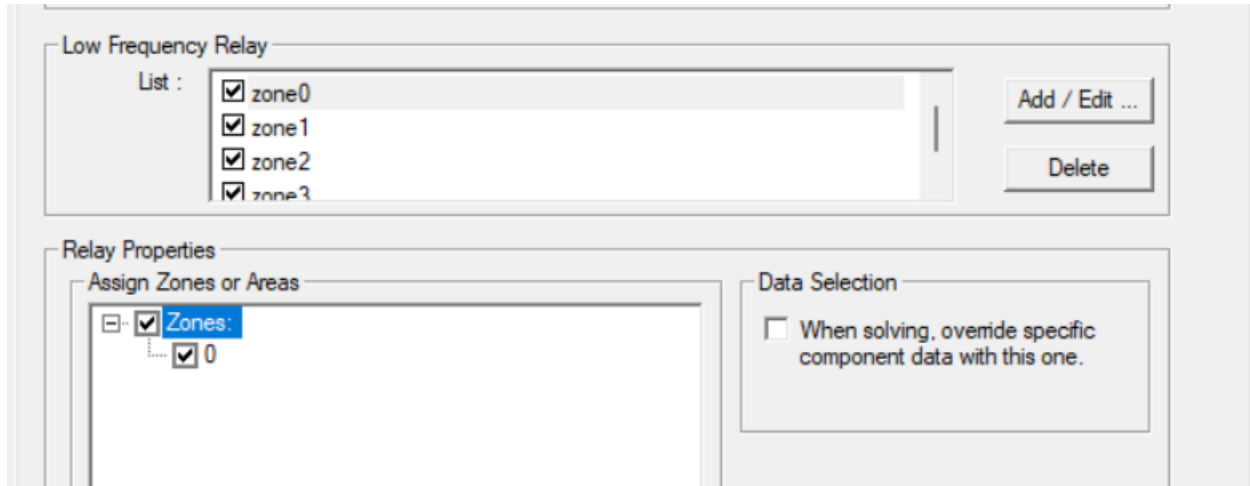 Low Frequency Relay
List :
zone0
zone1
zone2
zone3
Add / Edit ...
Delete
Relay Properties
Assign Zones or Areas
Zones:
0
Data Selection
When solving, override specific
component data with this one.